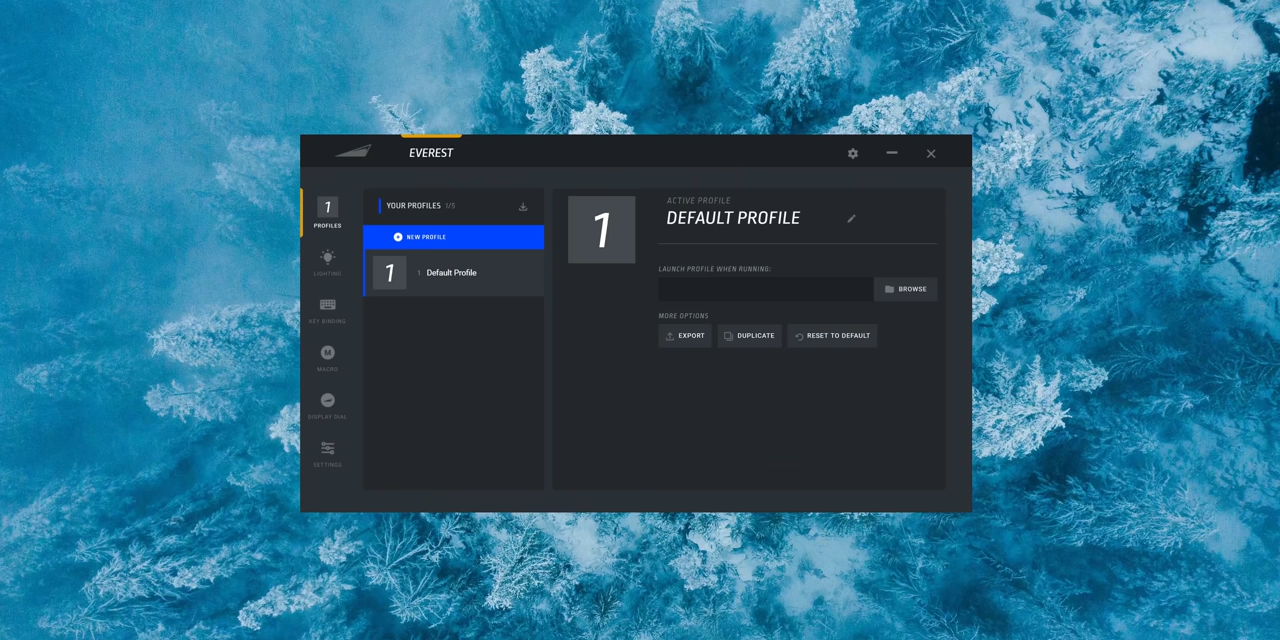 EVEREST
1
PROFILES
LIGHTING
KEY BINDING
M
MACRO
DISPLAY DIAL
SETTINGS
YOUR PROFILES 1/5
NEW PROFILE
1
1 Default Profile
1
ACTIVE PROFILE
DEFAULT PROFILE
LAUNCH PROFILE WHEN RUNNING:
BROWSE
MORE OPTIONS
EXPORT DUPLICATE RESET TO DEFAULT